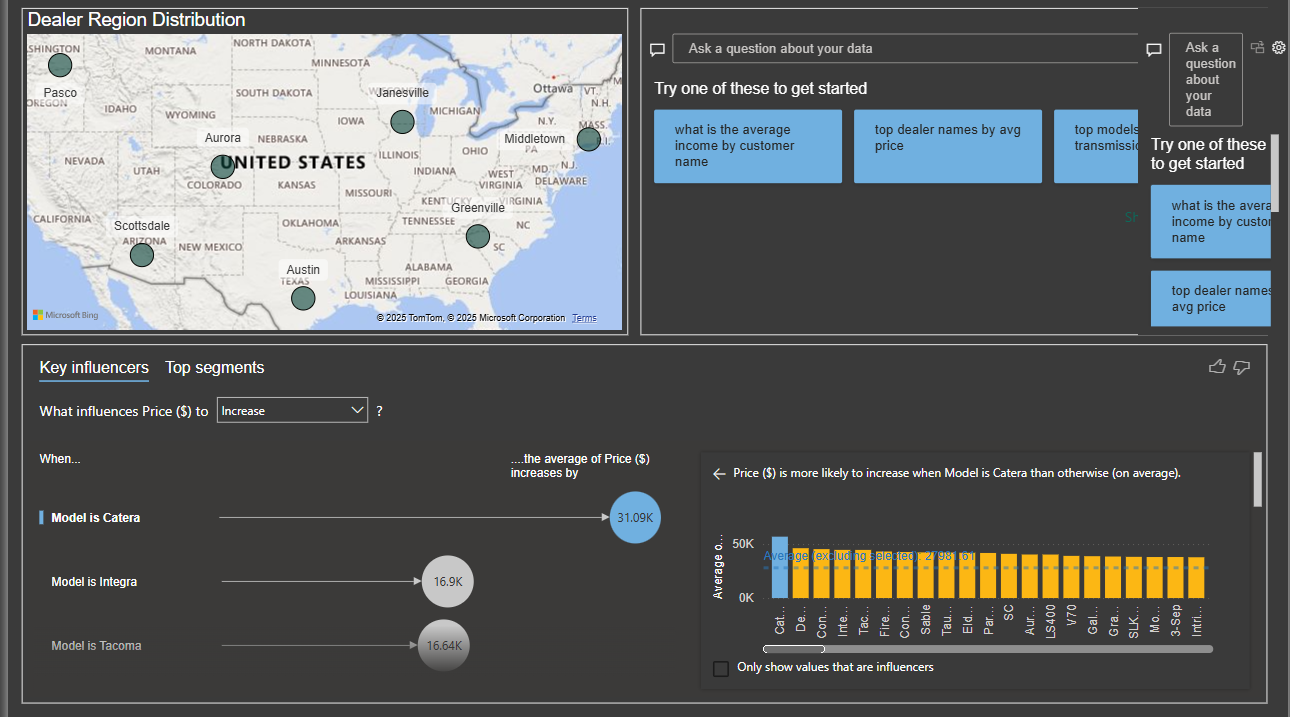 Dealer Region Distribution
SHINGTON
MONTANA
NORTH DAKOTA
MINNESOTA
Pasco
OREGON
IDAHO
WYOMING
SOUTH DAKOTA
Janesville
Ottawa
VT.
N.H.
MICHIGAN
IOWA
N.Y.
MASS.
R.I.
Aurora
NEBRASKA
Middletown
PA
NEVADA
UTAH
UNITED STATES
ILLINOIS
OHIO
N.J.
COLORADO
KANSAS
INDIANA
WEST
VIRGINIA
MD.
DELAWARE
MISSOURI
KENTUCKY
VIRGINIA
CALIFORNIA
Scottsdale
ARIZONA
NEW MEXICO
OKLAHOMA
TENNESSEE
Greenville
NC
SC
ARKANSAS
Austin
TEXAS
ALABAMA
MISSISSIPPI
GEORGIA
LOUISIANA
Microsoft Bing
© 2025 TomTom, © 2025 Microsoft Corporation Terms
Ask a question about your data
Try one of these to get started
what is the average
income by customer
name
top dealer names by avg
price
top models
transmissio
Sh
Ask a
question
about
your
data
Try one of these
to get started
what is the avera
income by custor
name
top dealer names
avg price
Key influencers Top segments
What influences Price ($) to Increase ?
When...
....the average of Price ($)
increases by
Model is Catera
31.09K
Model is Integra
16.9K
Model is Tacoma
16.64K
Price ($) is more likely to increase when Model is Catera than otherwise (on average).
Average o...
50K
0K
Average (excluding selected): 27981.61
Cat...
De...
Con...
Inte...
Tac...
Fire...
Con...
Sable
Tau...
Eld...
Par...
SC
Aur...
LS400
V70
Gal...
Gra...
SLK...
Mo...
3-Sep
Intri...
Only show values that are influencers